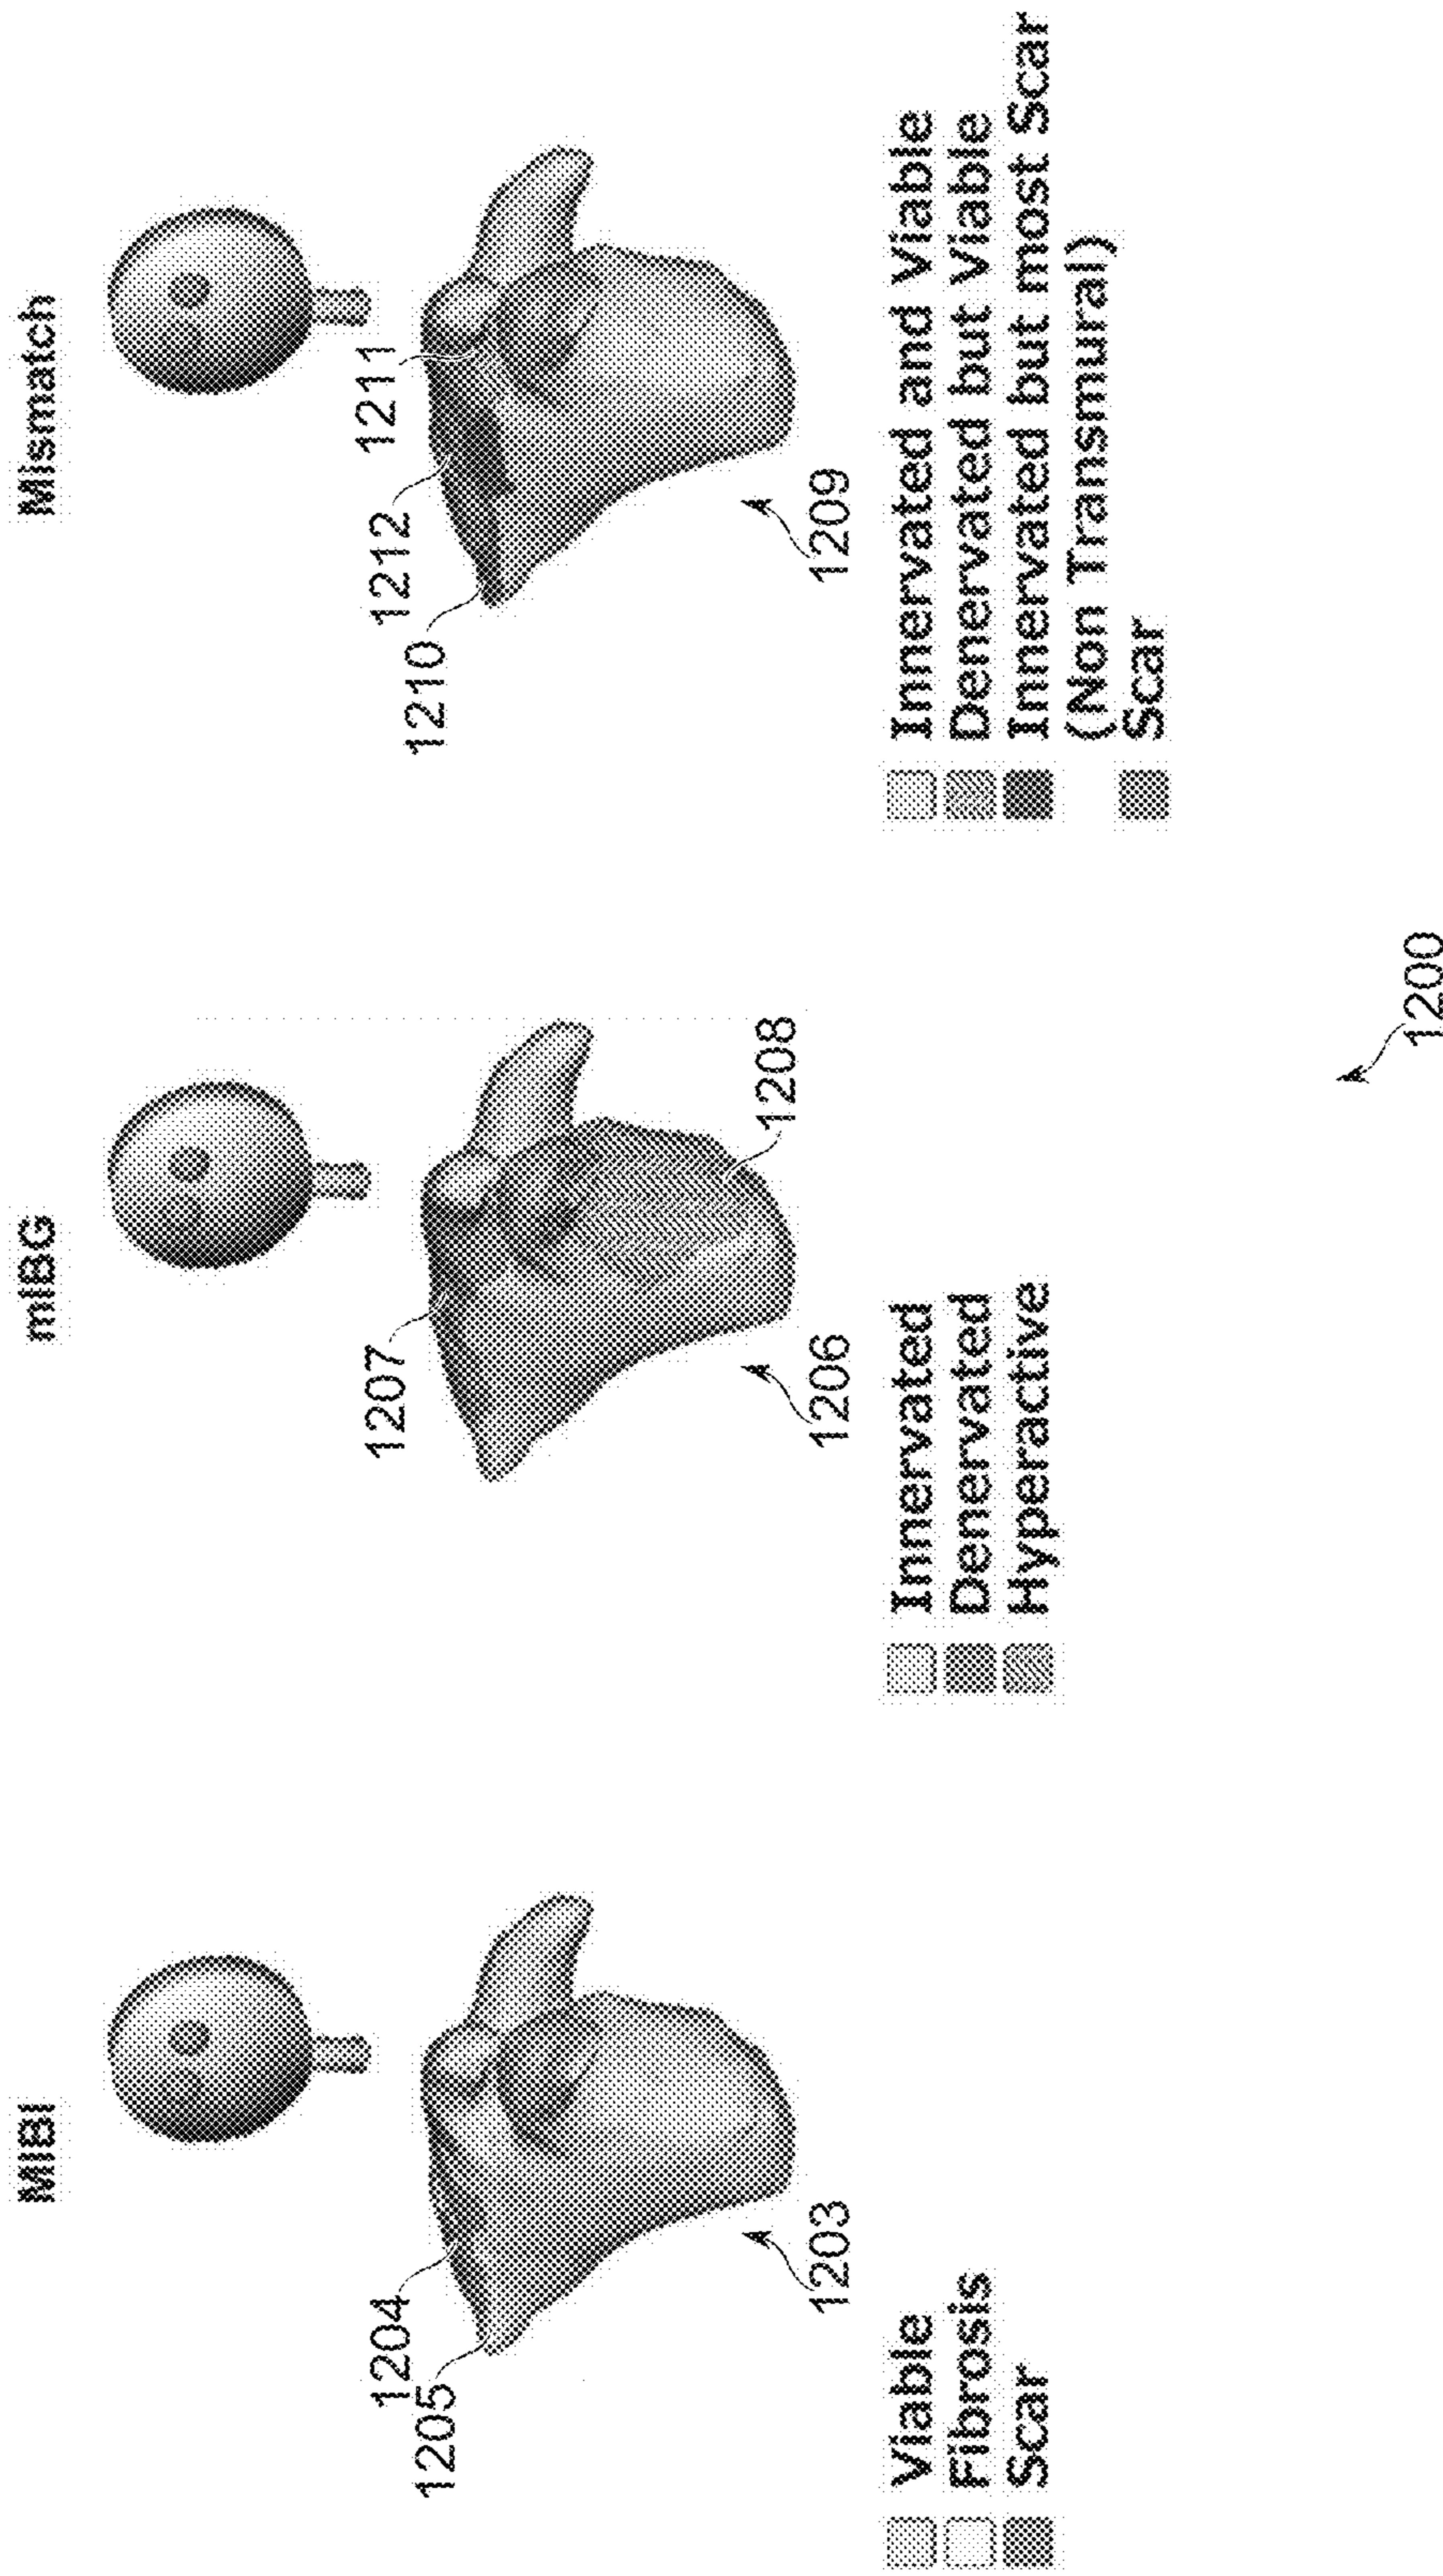 MIBI
1204
1205
1203
Viable
Fibrosis
Scar
mIBG
1207
1208
1206
Innervated
Denervated
Hyperactive
Mismatch
1211
1212
1210
1209
Innervated and Viable
Denervated but Viable
Innervated but most Scar
(Non Transmural)
Scar
1200